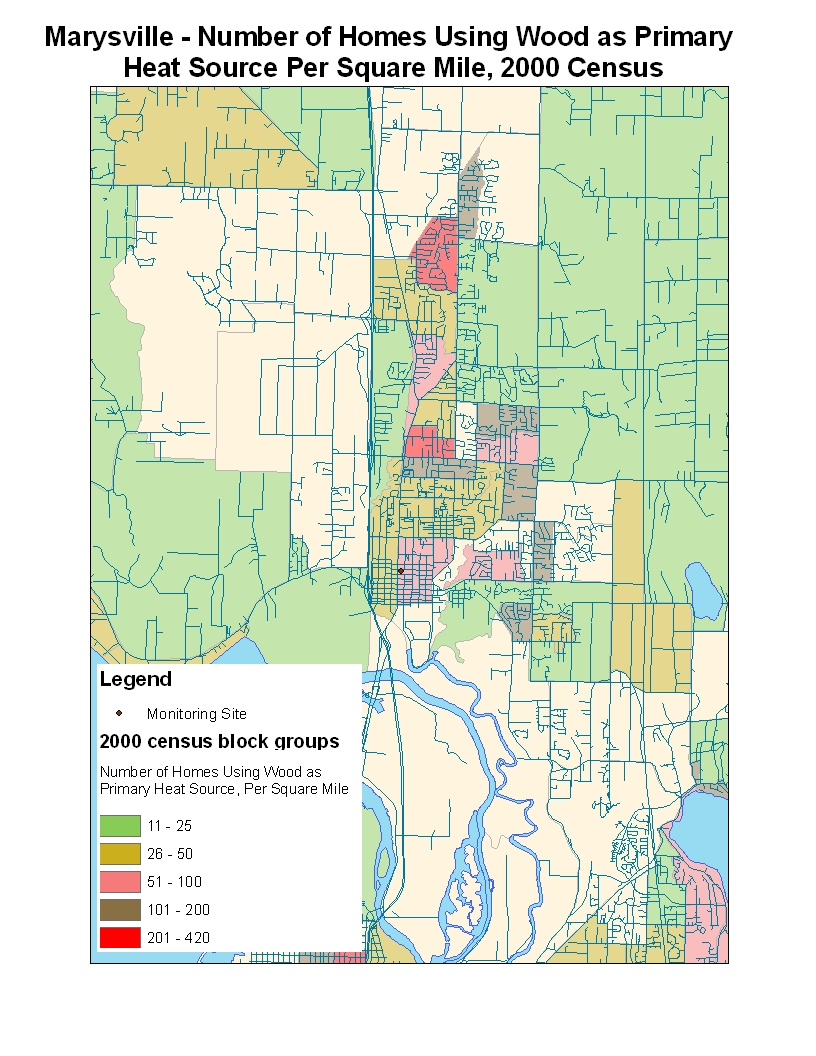 Marysville - Number of Homes Using Wood as Primary
Heat Source Per Square Mile, 2000 Census
Legend
Monitoring Site
2000 census block groups
Number of Homes Using Wood as
Primary Heat Source, Per Square Mile
11 - 25
26 - 50
51 - 100
101 - 200
201 - 420